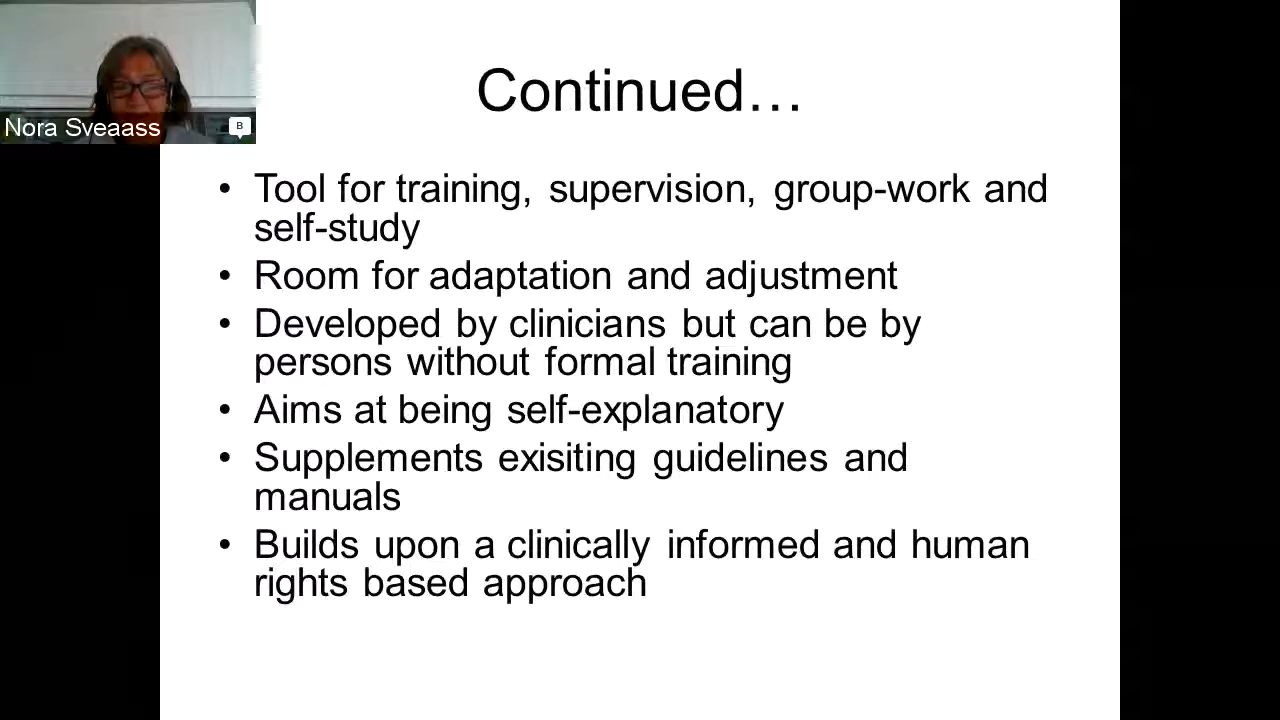 Nora Sveaass
B
Continued...
• Tool for training, supervision, group-work and
self-study
• Room for adaptation and adjustment
• Developed by clinicians but can be by
persons without formal training
• Aims at being self-explanatory
• Supplements exisiting guidelines and
manuals
• Builds upon a clinically informed and human
rights based approach